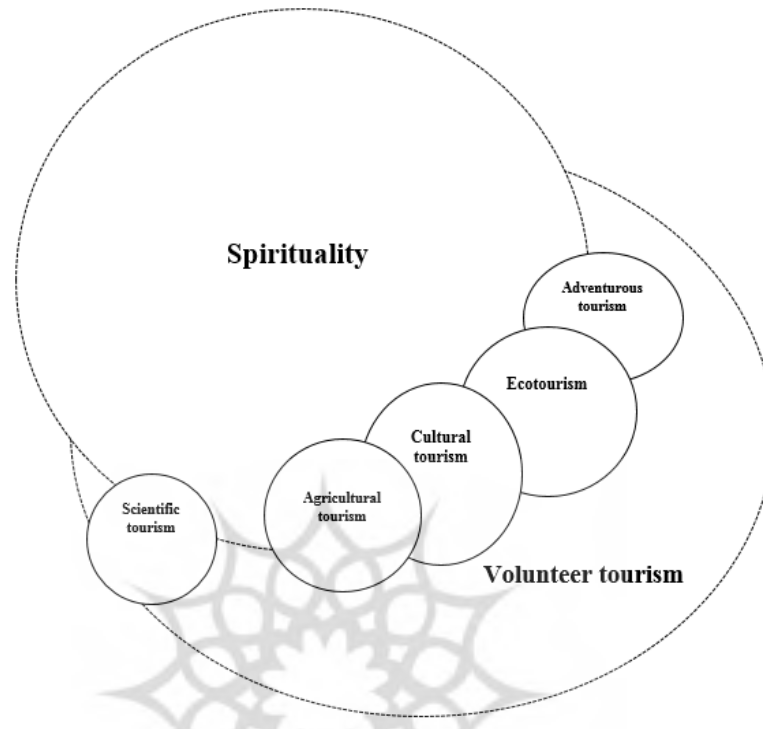 Spirituality
Adventurous
tourism
Ecotourism
Cultural
tourism
Agricultural
tourism
Scientific
tourism
Volunteer tourism